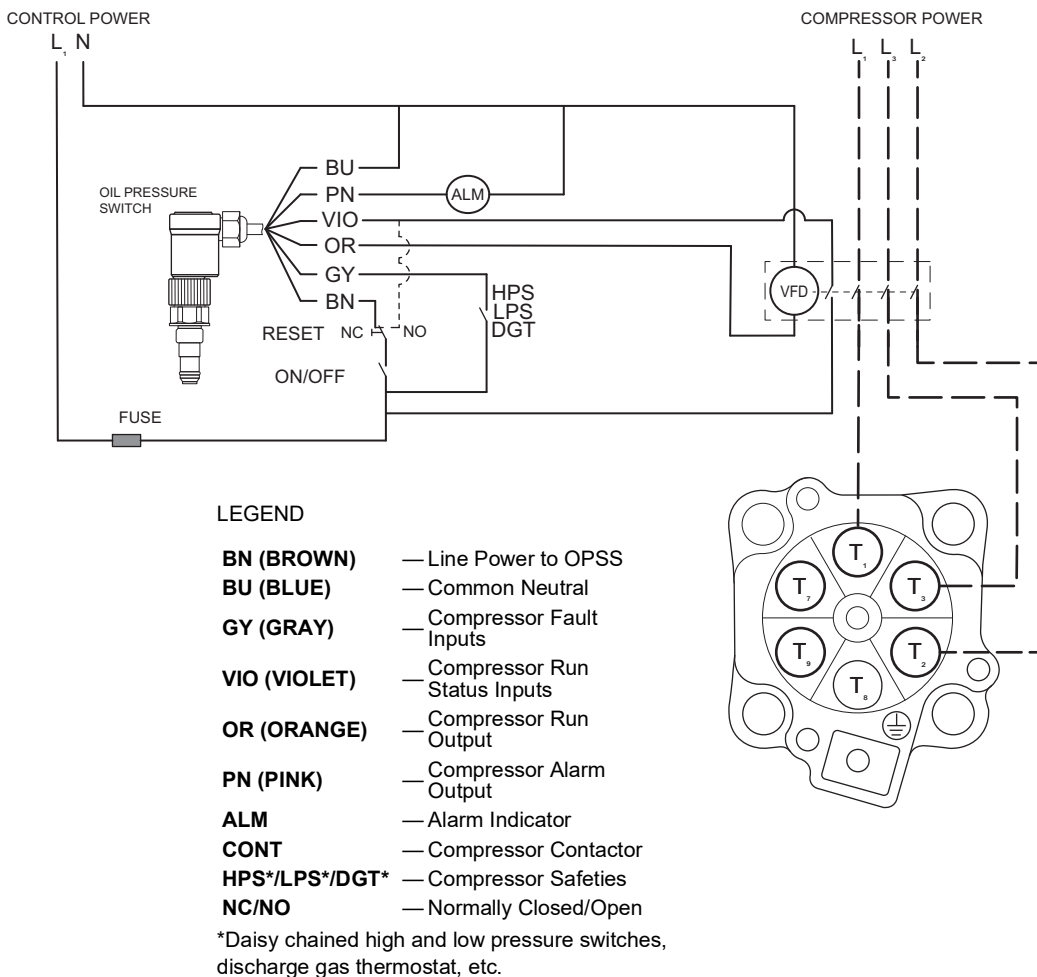 CONTROL POWER
COMPRESSOR POWER
L₁ N
L₁ L₃ L₂
BU
PN
ALM
OIL PRESSURE
SWITCH
VIO
OR
GY
BN
HPS
LPS
DGT
VFD
RESET NC NO
ON/OFF
FUSE
T₁
T₇
T₃
T₉
T₂
T₈
LEGEND
BN (BROWN) — Line Power to OPSS
BU (BLUE) — Common Neutral
GY (GRAY) — Compressor Fault
Inputs
VIO (VIOLET) — Compressor Run
Status Inputs
OR (ORANGE) — Compressor Run
Output
PN (PINK) — Compressor Alarm
Output
ALM — Alarm Indicator
CONT — Compressor Contactor
HPS*/LPS*/DGT* — Compressor Safeties
NC/NO — Normally Closed/Open
*Daisy chained high and low pressure switches,
discharge gas thermostat, etc.